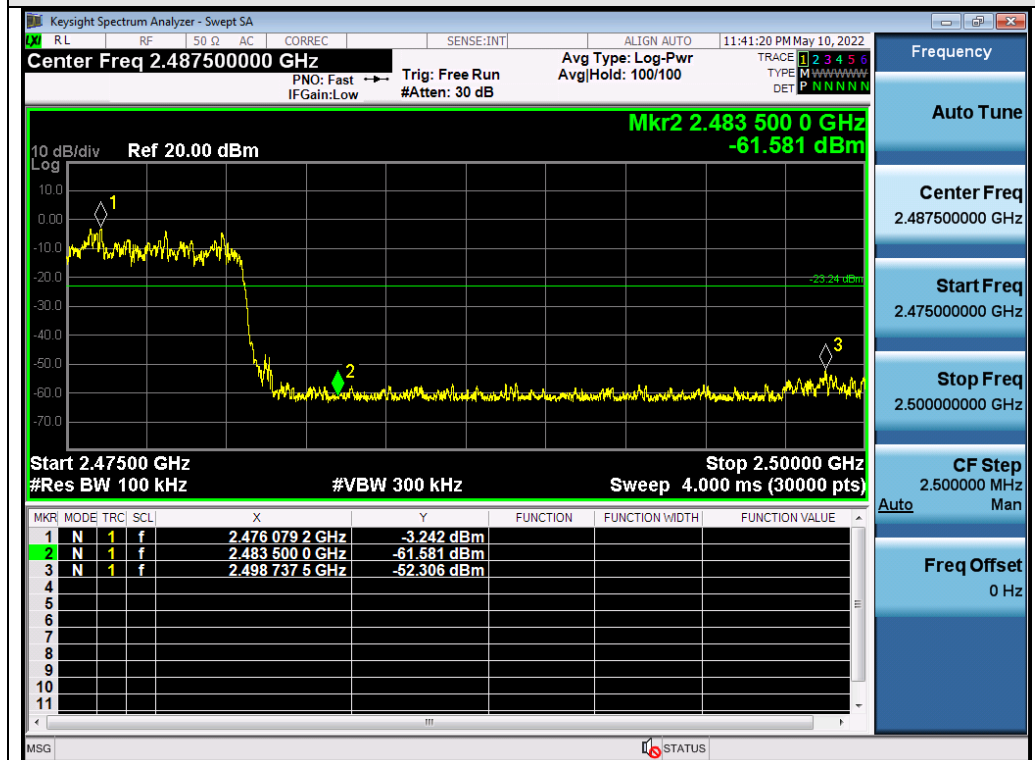 Keysight Spectrum Analyzer - Swept SA
LXI RL RF 50 Ω AC CORREC SENSE:INT ALIGN AUTO 11:41:20 PM May 10, 2022
Center Freq 2.487500000 GHz
PNO: Fast
IFGain:Low
Trig: Free Run
#Atten: 30 dB
Avg Type: Log-Pwr
Avg|Hold: 100/100
TRACE 1 2 3 4 5 6
TYPE M WWWWW
DET P N N N N N
Mkr2 2.483 500 0 GHz
-61.581 dBm
10 dB/div Ref 20.00 dBm
Log
10.0
0.00
-10.0
-20.0
-30.0
-40.0
-50.0
-60.0
-70.0
1
2
3
-23.24 dBm
Start 2.47500 GHz Stop 2.50000 GHz
#Res BW 100 kHz #VBW 300 kHz Sweep 4.000 ms (30000 pts)
MKR MODE TRC SCL X Y FUNCTION FUNCTION WIDTH FUNCTION VALUE
1 N 1 f 2.476 079 2 GHz -3.242 dBm
2 N 1 f 2.483 500 0 GHz -61.581 dBm
3 N 1 f 2.498 737 5 GHz -52.306 dBm
4
5
6
7
8
9
10
11
MSG STATUS
Frequency
Auto Tune
Center Freq
2.487500000 GHz
Start Freq
2.475000000 GHz
Stop Freq
2.500000000 GHz
CF Step
2.500000 MHz
Auto Man
Freq Offset
0 Hz